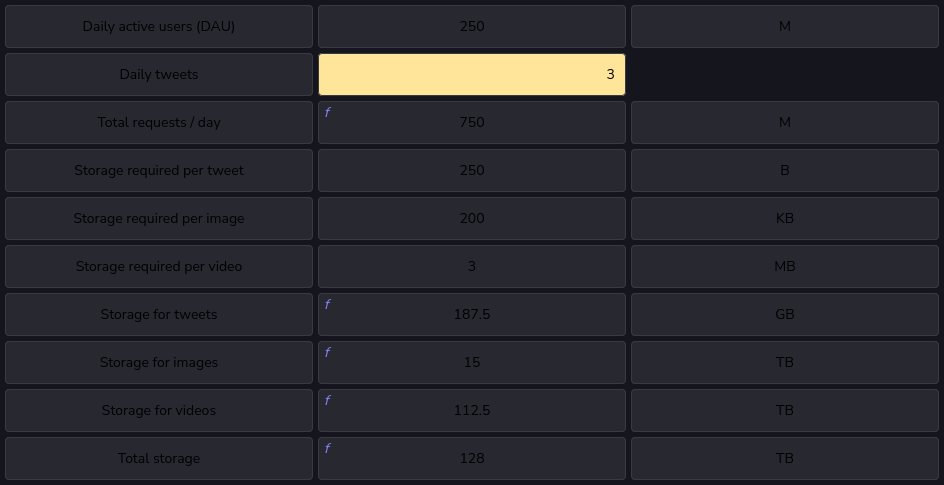 Daily active users (DAU) 250 M
Daily tweets 3
Total requests / day f 750 M
Storage required per tweet 250 B
Storage required per image 200 KB
Storage required per video 3 MB
Storage for tweets f 187.5 GB
Storage for images f 15 TB
Storage for videos f 112.5 TB
Total storage f 128 TB